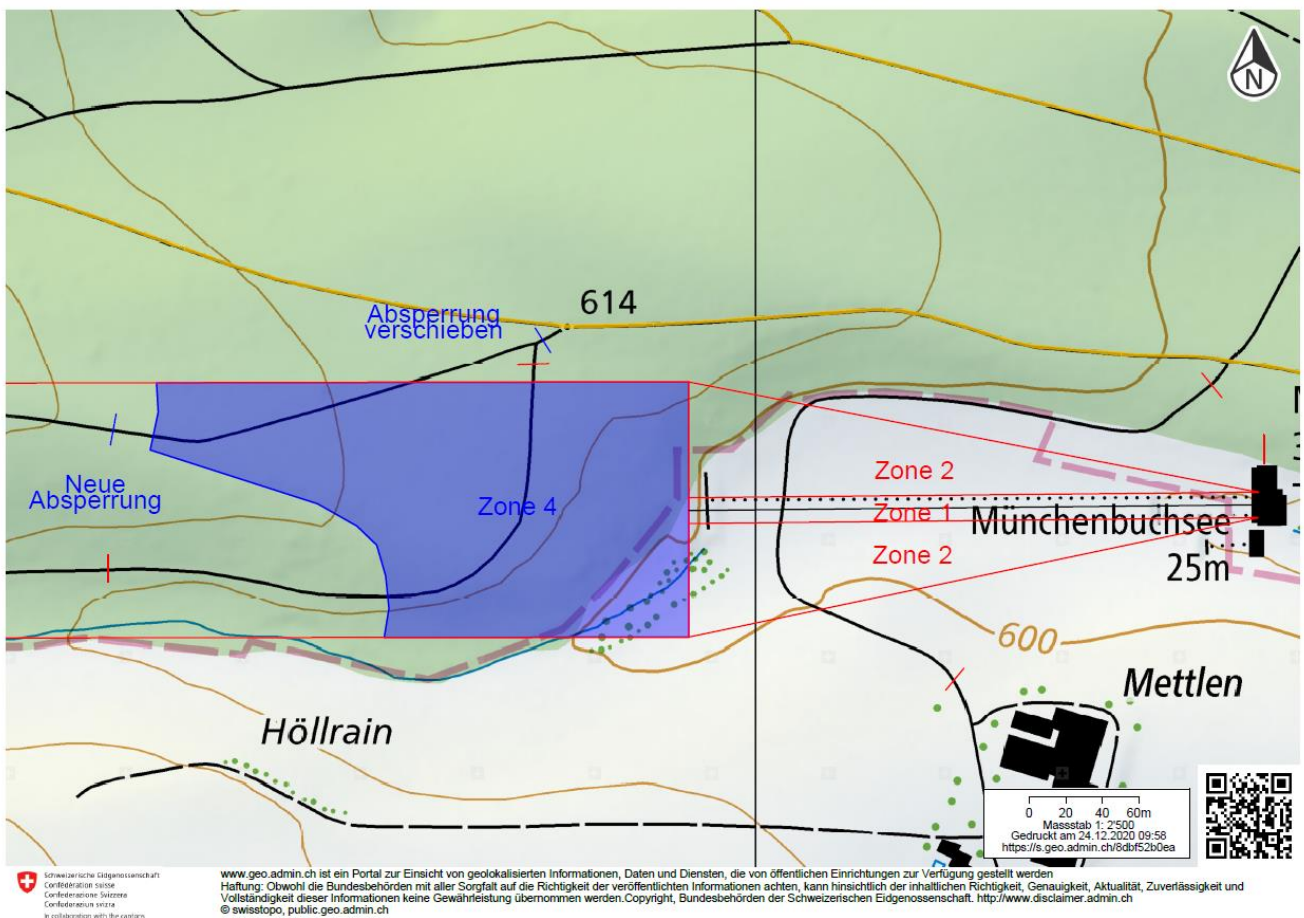 N
614
Absperrung
verschieben
Neue
Absperrung
Zone 4
Zone 2
Zone 1
Münchenbuchsee
Zone 2
25m
600
Mettlen
Höllrain
0 20 40 60m
Massstab 1: 2'500
Gedruckt am 24.12.2020 09:58
https://s.geo.admin.ch/8dbf52b0ea
Schweizerische Eidgenossenschaft
Confédération suisse
Confederazione Svizzera
Confederaziun svizra
In collaboration with the cantons
www.geo.admin.ch ist ein Portal zur Einsicht von geolokalisierten Informationen, Daten und Diensten, die von öffentlichen Einrichtungen zur Verfügung gestellt werden
Haftung: Obwohl die Bundesbehörden mit aller Sorgfalt auf die Richtigkeit der veröffentlichten Informationen achten, kann hinsichtlich der inhaltlichen Richtigkeit, Genauigkeit, Aktualität, Zuverlässigkeit und
Vollständigkeit dieser Informationen keine Gewährleistung übernommen werden.Copyright, Bundesbehörden der Schweizerischen Eidgenossenschaft. http://www.disclaimer.admin.ch
© swisstopo, public.geo.admin.ch